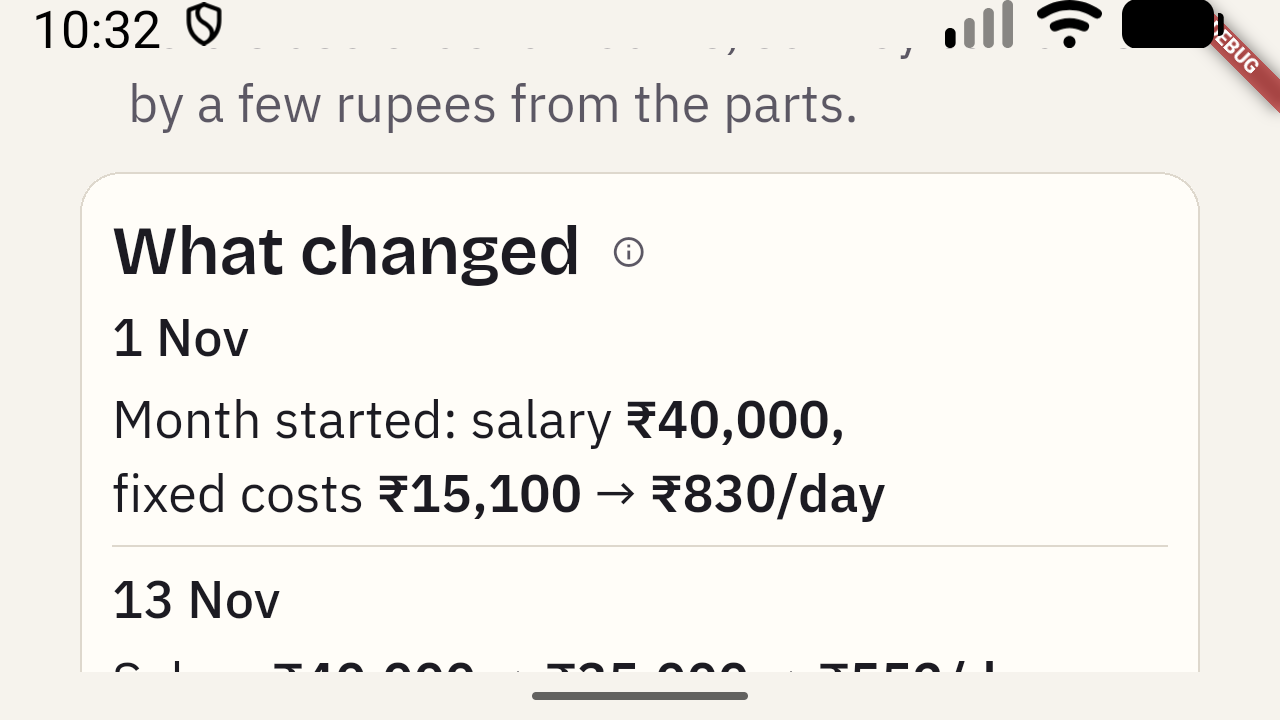 10:32
DEBUG
by a few rupees from the parts.
What changed
1 Nov
Month started: salary ₹40,000,
fixed costs ₹15,100 → ₹830/day
13 Nov